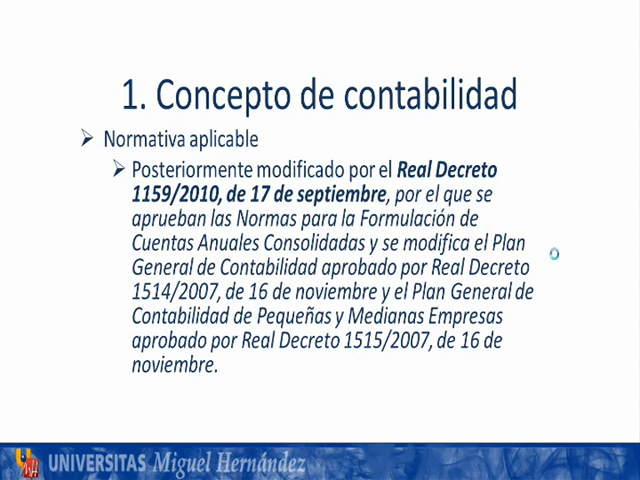 1. Concepto de contabilidad
Normativa aplicable
Posteriormente modificado por el Real Decreto
1159/2010, de 17 de septiembre, por el que se
aprueban las Normas para la Formulación de
Cuentas Anuales Consolidadas y se modifica el Plan
General de Contabilidad aprobado por Real Decreto
1514/2007, de 16 de noviembre y el Plan General de
Contabilidad de Pequeñas y Medianas Empresas
aprobado por Real Decreto 1515/2007, de 16 de
noviembre.
UNIVERSITAS Miguel Hernández